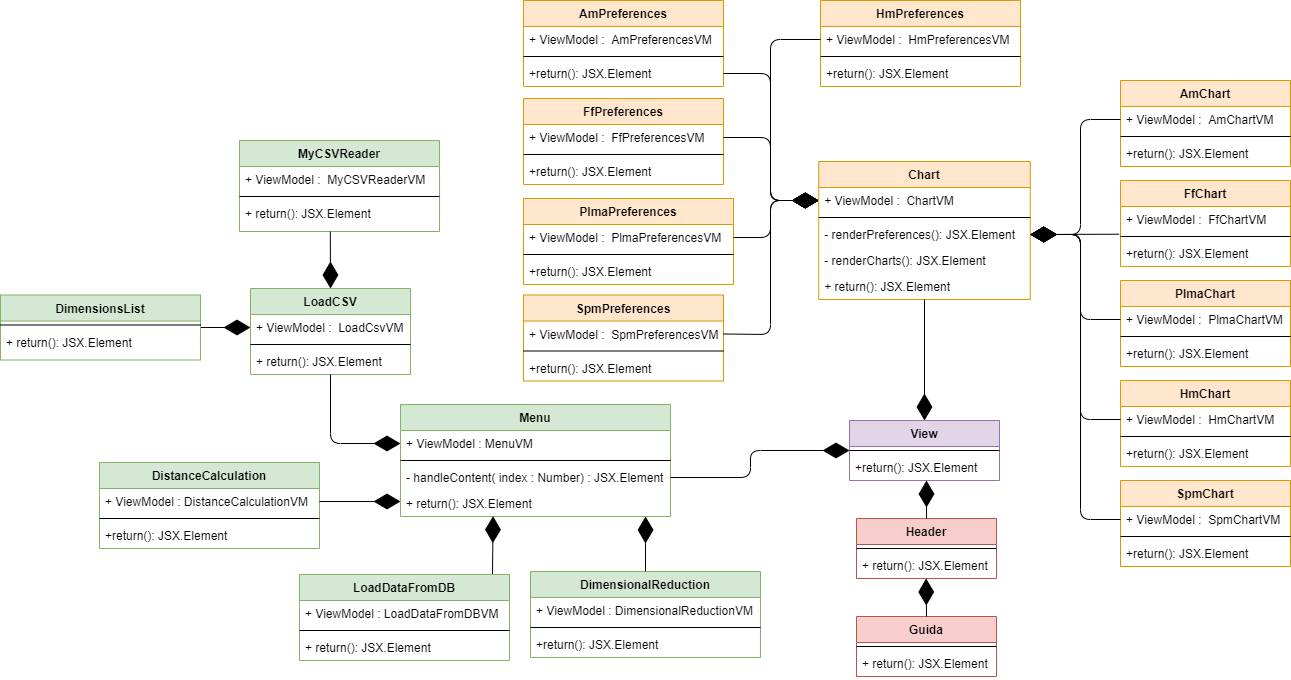 AmPreferences
+ ViewModel : AmPreferencesVM
+return(): JSX.Element
HmPreferences
+ ViewModel : HmPreferencesVM
+return(): JSX.Element
FfPreferences
+ ViewModel : FfPreferencesVM
+return(): JSX.Element
PlmaPreferences
+ ViewModel : PlmaPreferencesVM
+return(): JSX.Element
SpmPreferences
+ ViewModel : SpmPreferencesVM
+return(): JSX.Element
Chart
+ ViewModel : ChartVM
- renderPreferences(): JSX.Element
- renderCharts(): JSX.Element
+ return(): JSX.Element
AmChart
+ ViewModel : AmChartVM
+return(): JSX.Element
FfChart
+ ViewModel : FfChartVM
+return(): JSX.Element
PlmaChart
+ ViewModel : PlmaChartVM
+return(): JSX.Element
HmChart
+ ViewModel : HmChartVM
+return(): JSX.Element
SpmChart
+ ViewModel : SpmChartVM
+return(): JSX.Element
MyCSVReader
+ ViewModel : MyCSVReaderVM
+ return(): JSX.Element
DimensionsList
+ return(): JSX.Element
LoadCSV
+ ViewModel : LoadCsvVM
+ return(): JSX.Element
Menu
+ ViewModel : MenuVM
- handleContent( index : Number) : JSX.Element
+ return(): JSX.Element
View
+return(): JSX.Element
DistanceCalculation
+ ViewModel : DistanceCalculationVM
+return(): JSX.Element
Header
+ return(): JSX.Element
LoadDataFromDB
+ ViewModel : LoadDataFromDBVM
+ return(): JSX.Element
DimensionalReduction
+ ViewModel : DimensionalReductionVM
+return(): JSX.Element
Guida
+ return(): JSX.Element